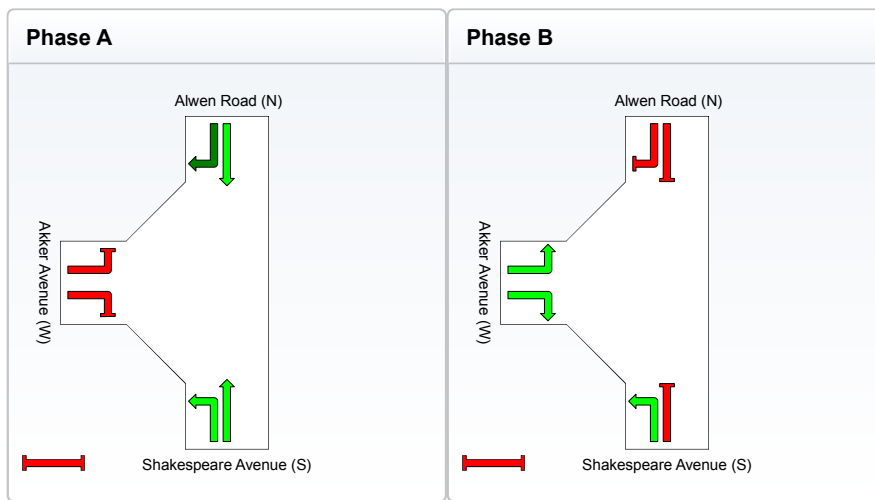 Phase A
Alwen Road (N)
Akker Avenue (W)
Shakespeare Avenue (S)
Phase B
Alwen Road (N)
Akker Avenue (W)
Shakespeare Avenue (S)